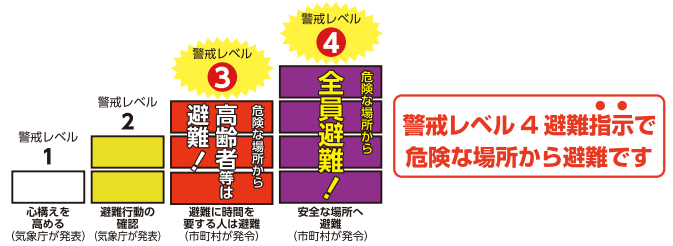 警戒レベル
1
心構えを
高める
(気象庁が発表)
警戒レベル
2
避難行動の
確認
(気象庁が発表)
警戒レベル
3
危険な場所から
高齢者等は
避難!
避難に時間を
要する人は避難
(市町村が発令)
警戒レベル
4
危険な場所から
全員避難!
安全な場所へ
避難
(市町村が発令)
警戒レベル4避難指示で
危険な場所から避難です